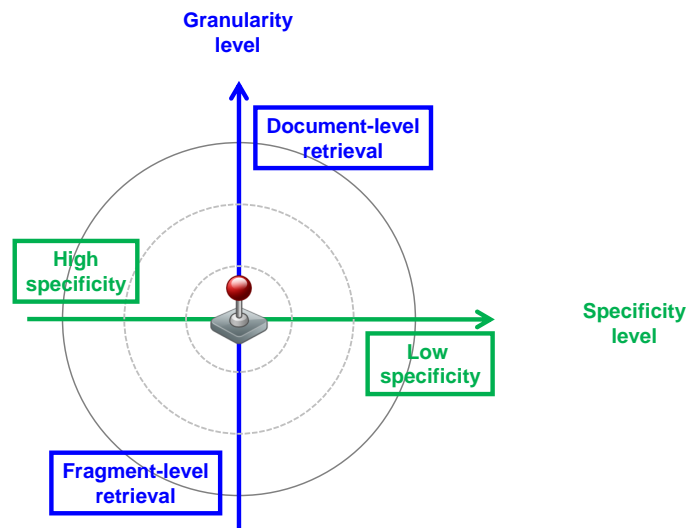 Granularity
level
Document-level
retrieval
High
specificity
Specificity
level
Low
specificity
Fragment-level
retrieval